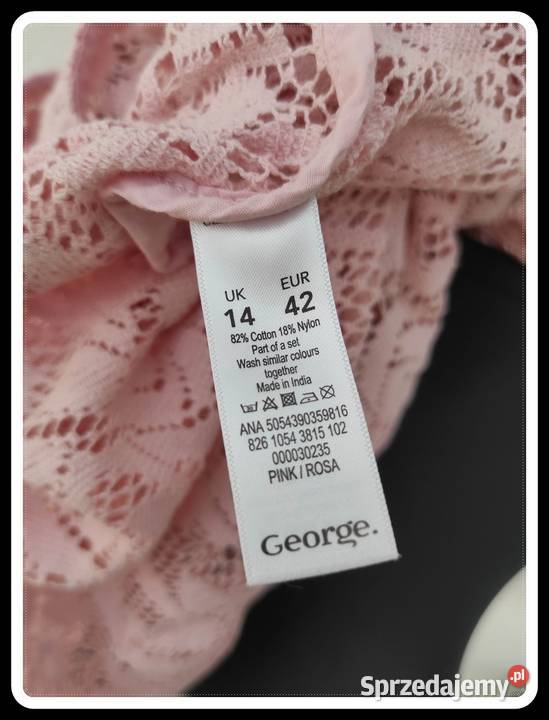 UK EUR
14 42
82% Cotton 18% Nylon
Part of a set
Wash similar colours
together
Made in India
ANA 5054390359816
826 1054 3815 102
000030235
PINK / ROSA
George.
Sprzedajemy.pl